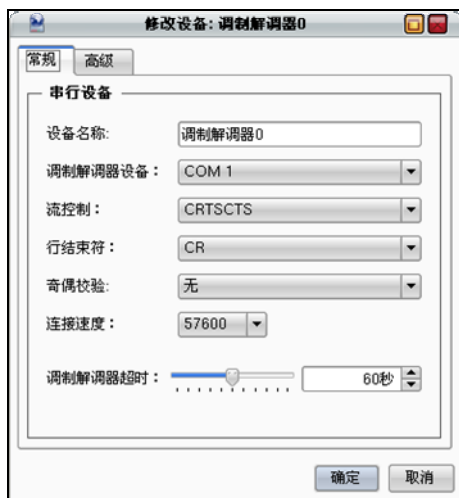 修改设备: 调制解调器0
常规 高级
串行设备
设备名称: 调制解调器0
调制解调器设备： COM 1
流控制： CRTSCTS
行结束符： CR
奇偶校验: 无
连接速度： 57600
调制解调器超时： 60秒
确定 取消